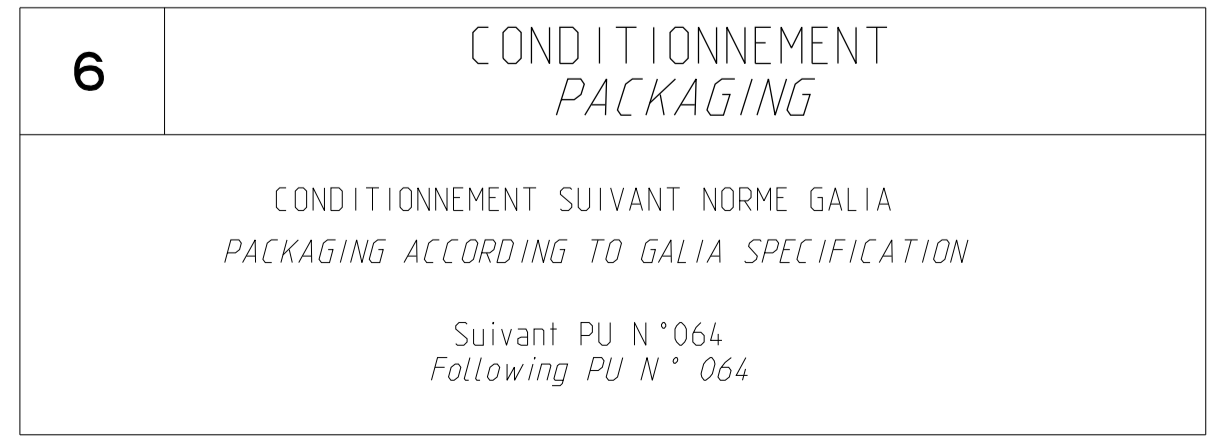 6
CONDITIONNEMENT
PACKAGING
CONDITIONNEMENT SUIVANT NORME GALIA
PACKAGING ACCORDING TO GALIA SPECIFICATION
Suivant PU N°064
Following PU N° 064